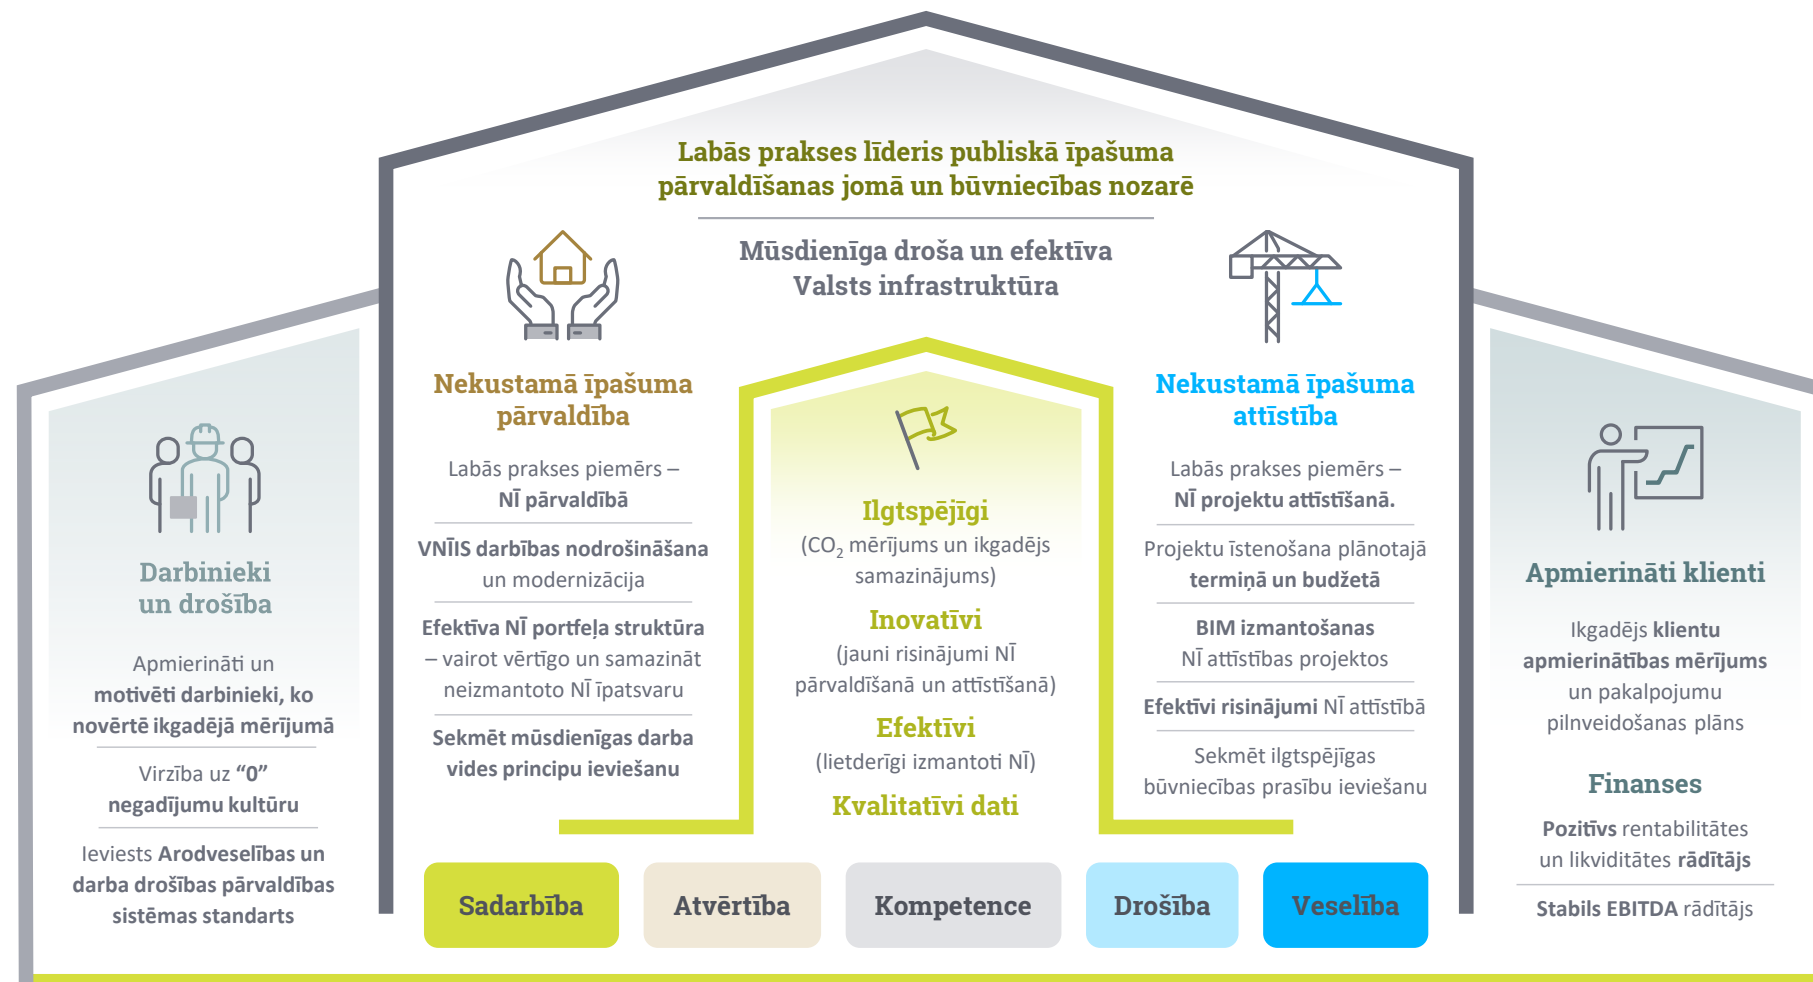 Labās prakses līderis publiskā īpašuma
pārvaldīšanas jomā un būvniecības nozarē
Mūsdienīga droša un efektīva
Valsts infrastruktūra
Darbinieki
un drošība
Apmierināti un
motivēti darbinieki, ko
novērtē ikgadējā mērījumā
Virzība uz “0”
negadījumu kultūru
Ieviests Arodveselības un
darba drošības pārvaldības
sistēmas standarts
Nekustamā īpašuma
pārvaldība
Labās prakses piemērs –
NĪ pārvaldībā
VNĪIS darbības nodrošināšana
un modernizācija
Efektīva NĪ portfeļa struktūra
– vairot vērtīgo un samazināt
neizmantoto NĪ īpatsvaru
Sekmēt mūsdienīgas darba
vides principu ieviešanu
Ilgtspējīgi
(CO₂ mērījums un ikgadējs
samazinājums)
Inovatīvi
(jauni risinājumi NĪ
pārvaldīšanā un attīstīšanā)
Efektīvi
(lietderīgi izmantoti NĪ)
Kvalitatīvi dati
Nekustamā īpašuma
attīstība
Labās prakses piemērs –
NĪ projektu attīstīšanā.
Projektu īstenošana plānotajā
termiņā un budžetā
BIM izmantošanas
NĪ attīstības projektos
Efektīvi risinājumi NĪ attīstībā
Sekmēt ilgtspējīgas
būvniecības prasību ieviešanu
Apmierināti klienti
Ikgadējs klientu
apmierinātības mērījums
un pakalpojumu
pilnveidošanas plāns
Finanses
Pozitīvs rentabilitātes
un likviditātes rādītājs
Stabils EBITDA rādītājs
Sadarbība
Atvērtība
Kompetence
Drošība
Veselība